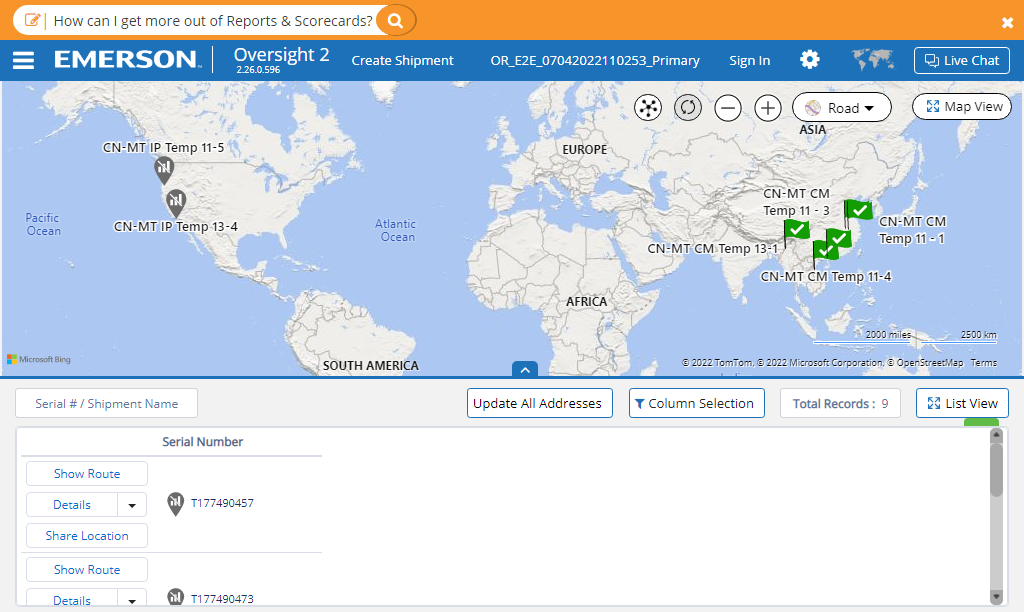 How can I get more out of Reports & Scorecards?
EMERSON
Oversight 2
2.26.0.596
Create Shipment
OR_E2E_07042022110253_Primary
Sign In
Live Chat
Road
Map View
ASIA
EUROPE
CN-MT IP Temp 11-5
CN-MT CM
Temp 11 - 3
Pacific
Ocean
CN-MT IP Temp 13-4
Atlantic
Ocean
CN-MT CM
Temp 11 - 1
CN-MT CM Temp 13-1
CN-MT CM Temp 11-4
AFRICA
2000 miles
2500 km
Microsoft Bing
SOUTH AMERICA
© 2022 TomTom, © 2022 Microsoft Corporation, © OpenStreetMap Terms
Serial # / Shipment Name
Update All Addresses
Column Selection
Total Records : 9
List View
Serial Number
Show Route
Details
T177490457
Share Location
Show Route
Details
T177490473